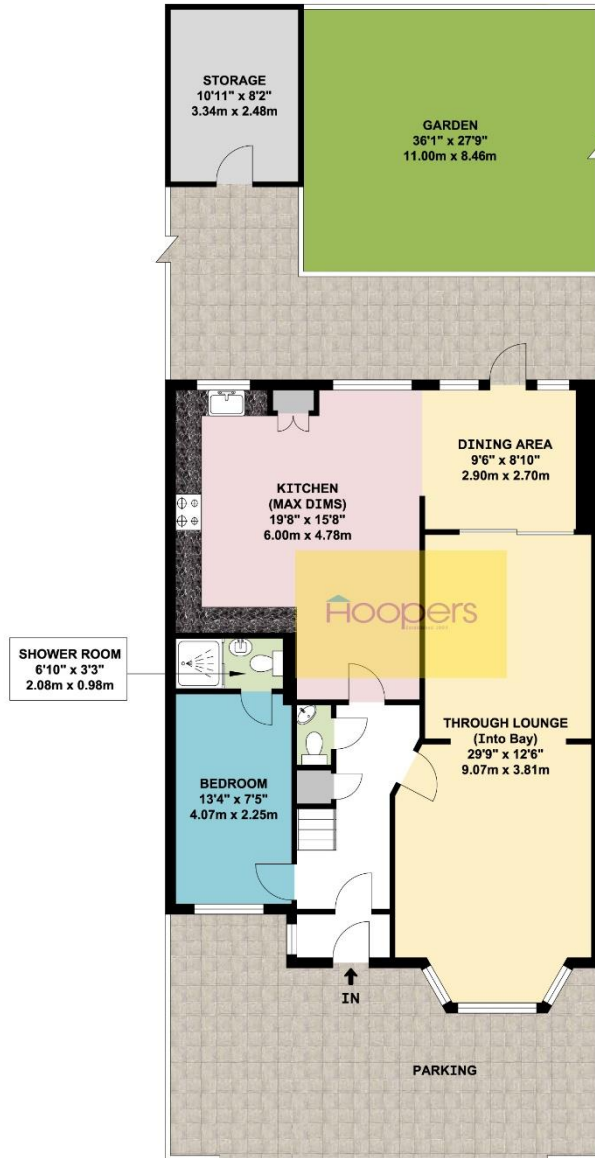 STORAGE
10'11" x 8'2"
3.34m x 2.48m
GARDEN
36'1" x 27'9"
11.00m x 8.46m
DINING AREA
9'6" x 8'10"
2.90m x 2.70m
KITCHEN
(MAX DIMS)
19'8" x 15'8"
6.00m x 4.78m
Hoopers
SHOWER ROOM
6'10" x 3'3"
2.08m x 0.98m
THROUGH LOUNGE
(Into Bay)
29'9" x 12'6"
9.07m x 3.81m
BEDROOM
13'4" x 7'5"
4.07m x 2.25m
IN
PARKING